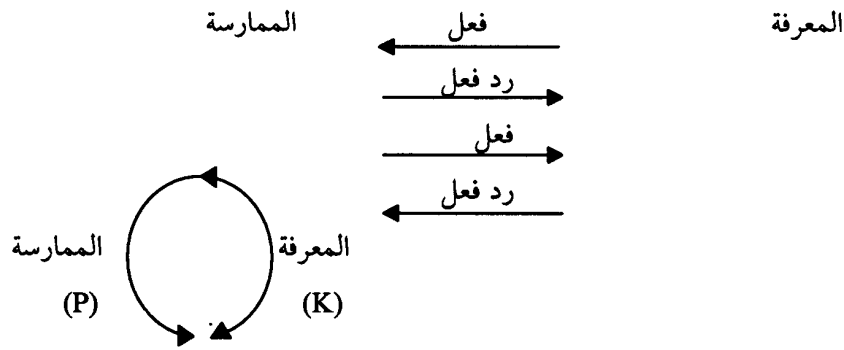 المعرفة فعل الممارسة
رد فعل
فعل
رد فعل
المعرفة الممارسة
(K) (P)